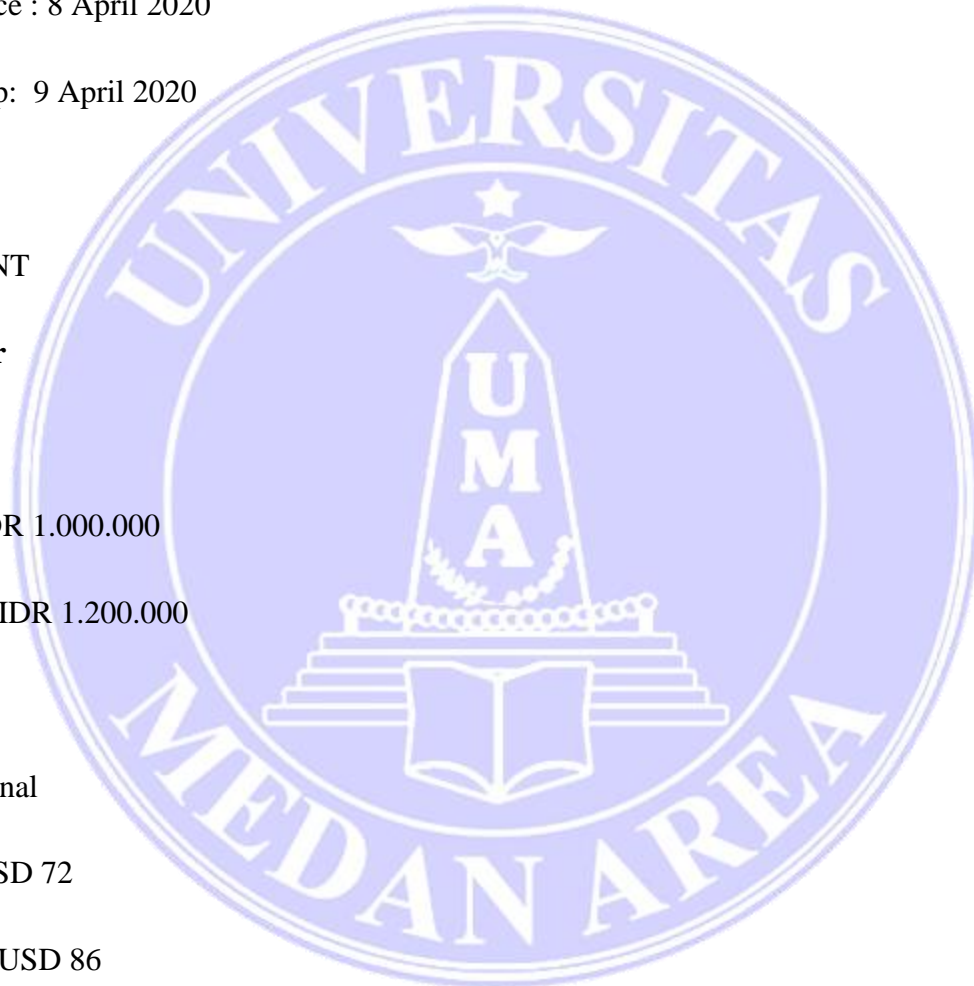 ce : 8 April 2020
p: 9 April 2020
UNIVERSITAS
NT
r
U
M
A
DR 1.000.000
IDR 1.200.000
nal
SD 72
USD 86
MEDAN AREA